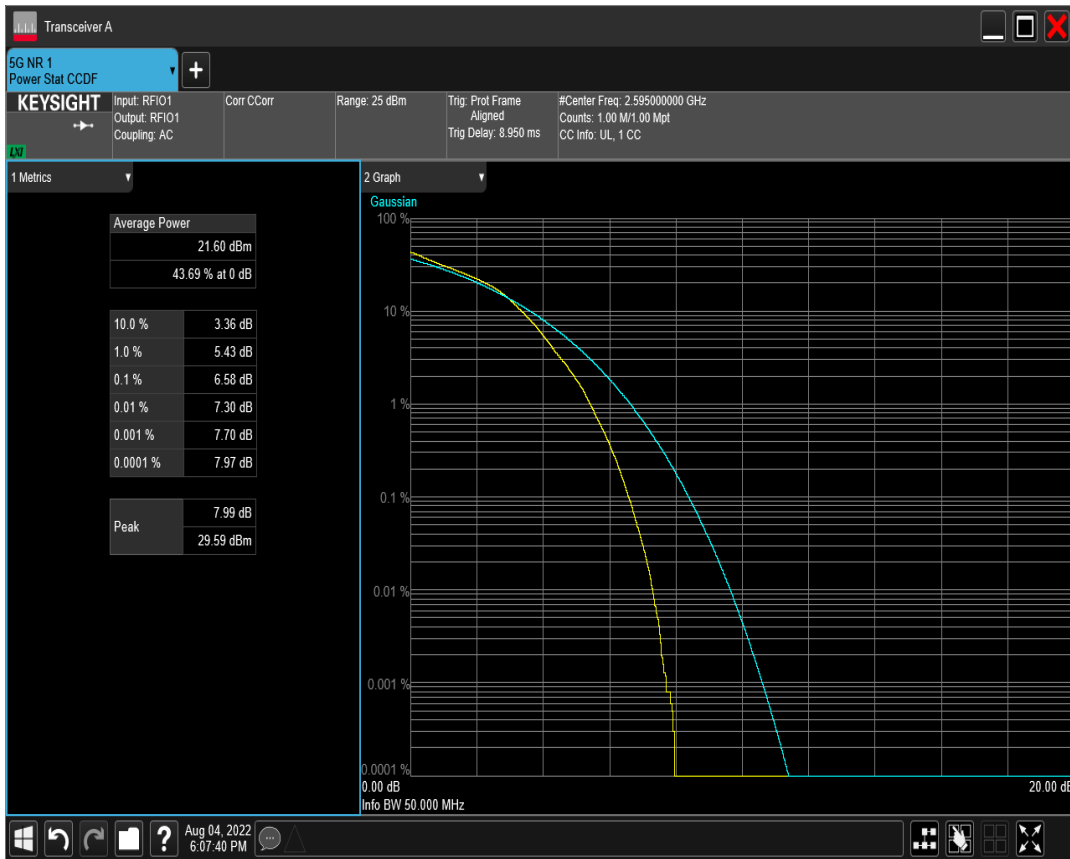 Transceiver A
5G NR 1
Power Stat CCDF
+
KEYSIGHT
LXI
Input: RFIO1
Output: RFIO1
Coupling: AC
Corr CCorr
Range: 25 dBm
Trig: Prot Frame
Aligned
Trig Delay: 8.950 ms
#Center Freq: 2.595000000 GHz
Counts: 1.00 M/1.00 Mpt
CC Info: UL, 1 CC
1 Metrics
Average Power
21.60 dBm
43.69 % at 0 dB
10.0 % 3.36 dB
1.0 % 5.43 dB
0.1 % 6.58 dB
0.01 % 7.30 dB
0.001 % 7.70 dB
0.0001 % 7.97 dB
Peak
7.99 dB
29.59 dBm
2 Graph
Gaussian
100 %
10 %
1 %
0.1 %
0.01 %
0.001 %
0.0001 %
0.00 dB 20.00 dB
Info BW 50.000 MHz
?
Aug 04, 2022
6:07:40 PM